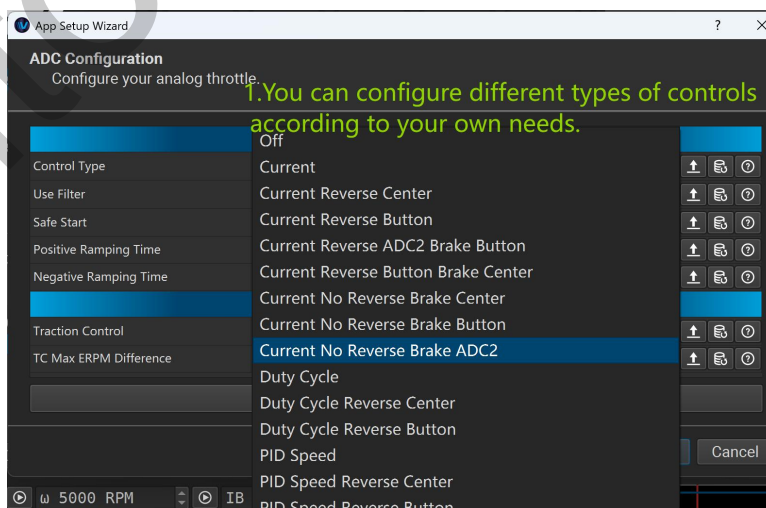 App Setup Wizard
?
ADC Configuration
Configure your analog throttle.
1.You can configure different types of controls
according to your own needs.
Off
Control Type
Current
Use Filter
Current Reverse Center
Safe Start
Current Reverse Button
Positive Ramping Time
Current Reverse ADC2 Brake Button
Negative Ramping Time
Current Reverse Button Brake Center
Current No Reverse Brake Center
Traction Control
Current No Reverse Brake Button
TC Max ERPM Difference
Current No Reverse Brake ADC2
Duty Cycle
Duty Cycle Reverse Center
Duty Cycle Reverse Button
PID Speed
Cancel
PID Speed Reverse Center
ω 5000 RPM
IB
PID Speed Reverse Button